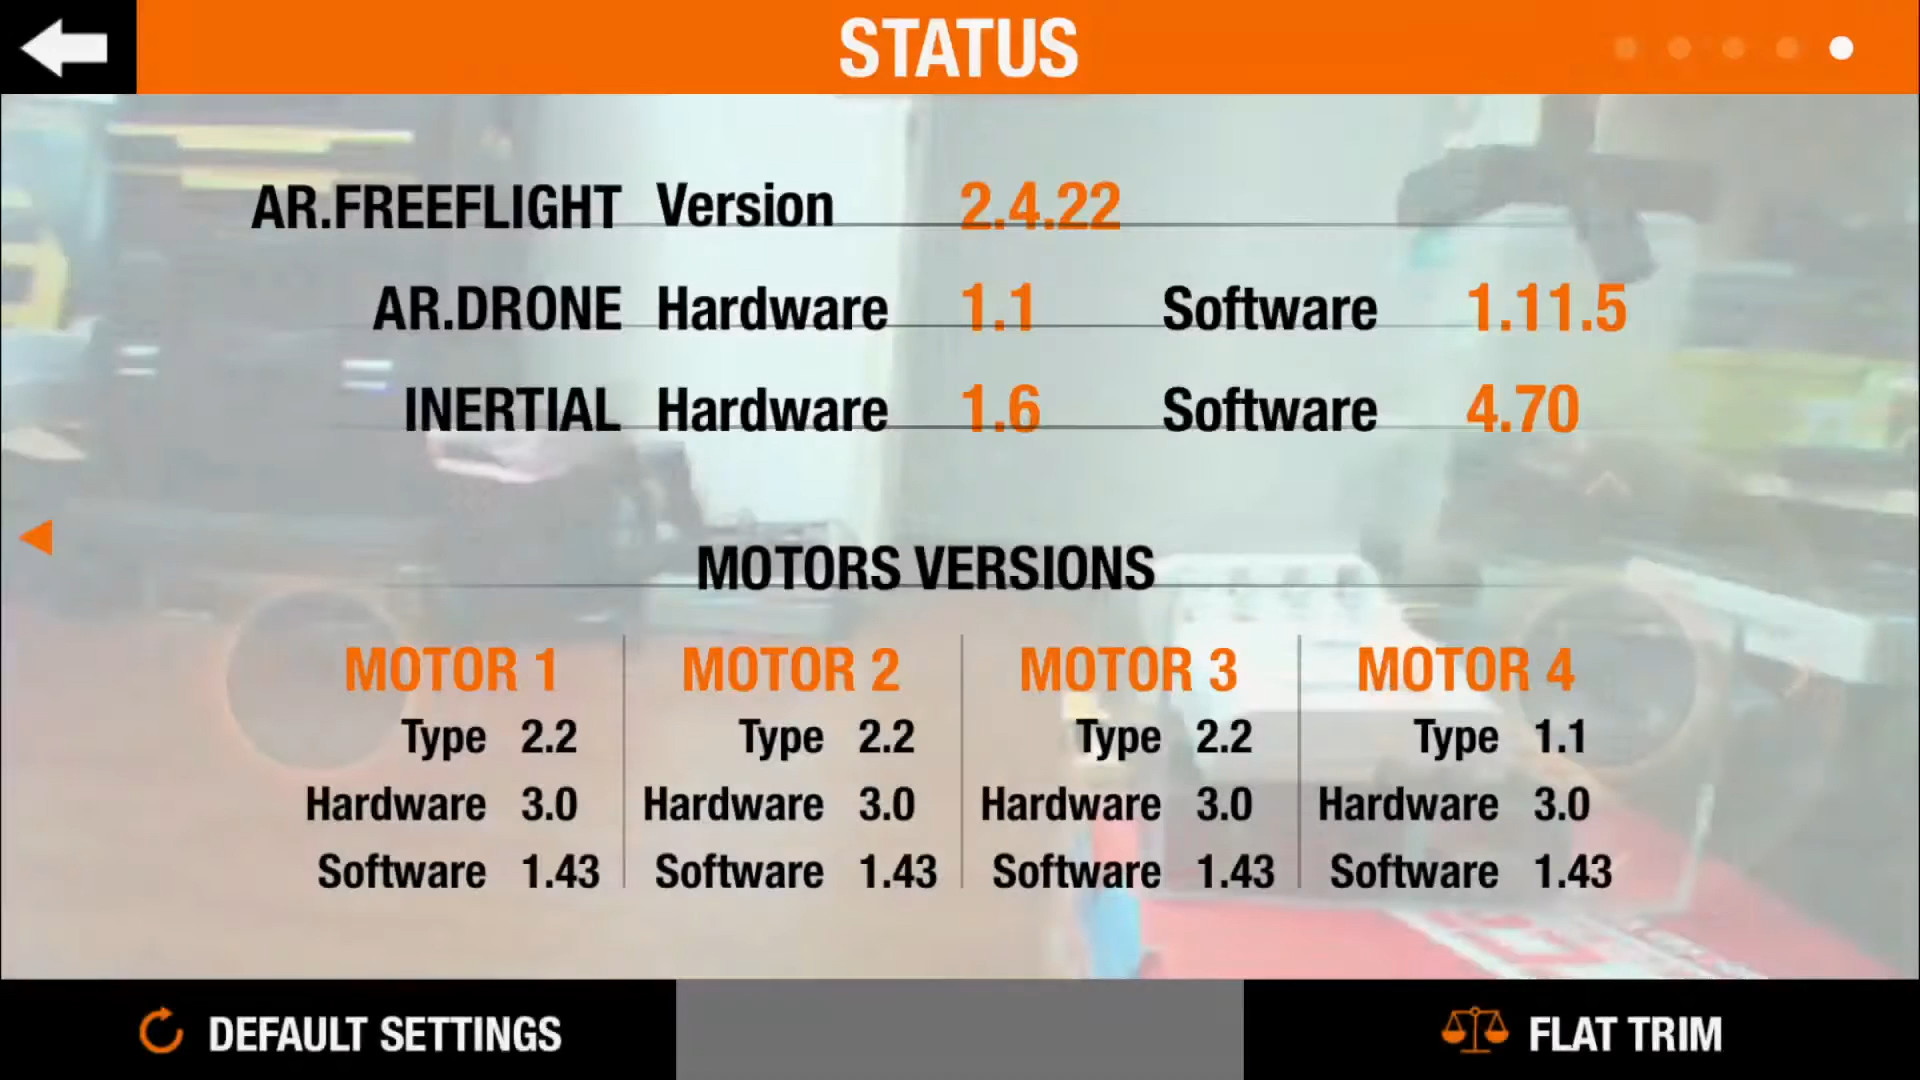 STATUS
AR.FREEFLIGHT Version 2.4.22
AR.DRONE Hardware 1.1 Software 1.11.5
INERTIAL Hardware 1.6 Software 4.70
MOTORS VERSIONS
MOTOR 1 MOTOR 2 MOTOR 3 MOTOR 4
Type 2.2 Type 2.2 Type 2.2 Type 1.1
Hardware 3.0 Hardware 3.0 Hardware 3.0 Hardware 3.0
Software 1.43 Software 1.43 Software 1.43 Software 1.43
DEFAULT SETTINGS FLAT TRIM